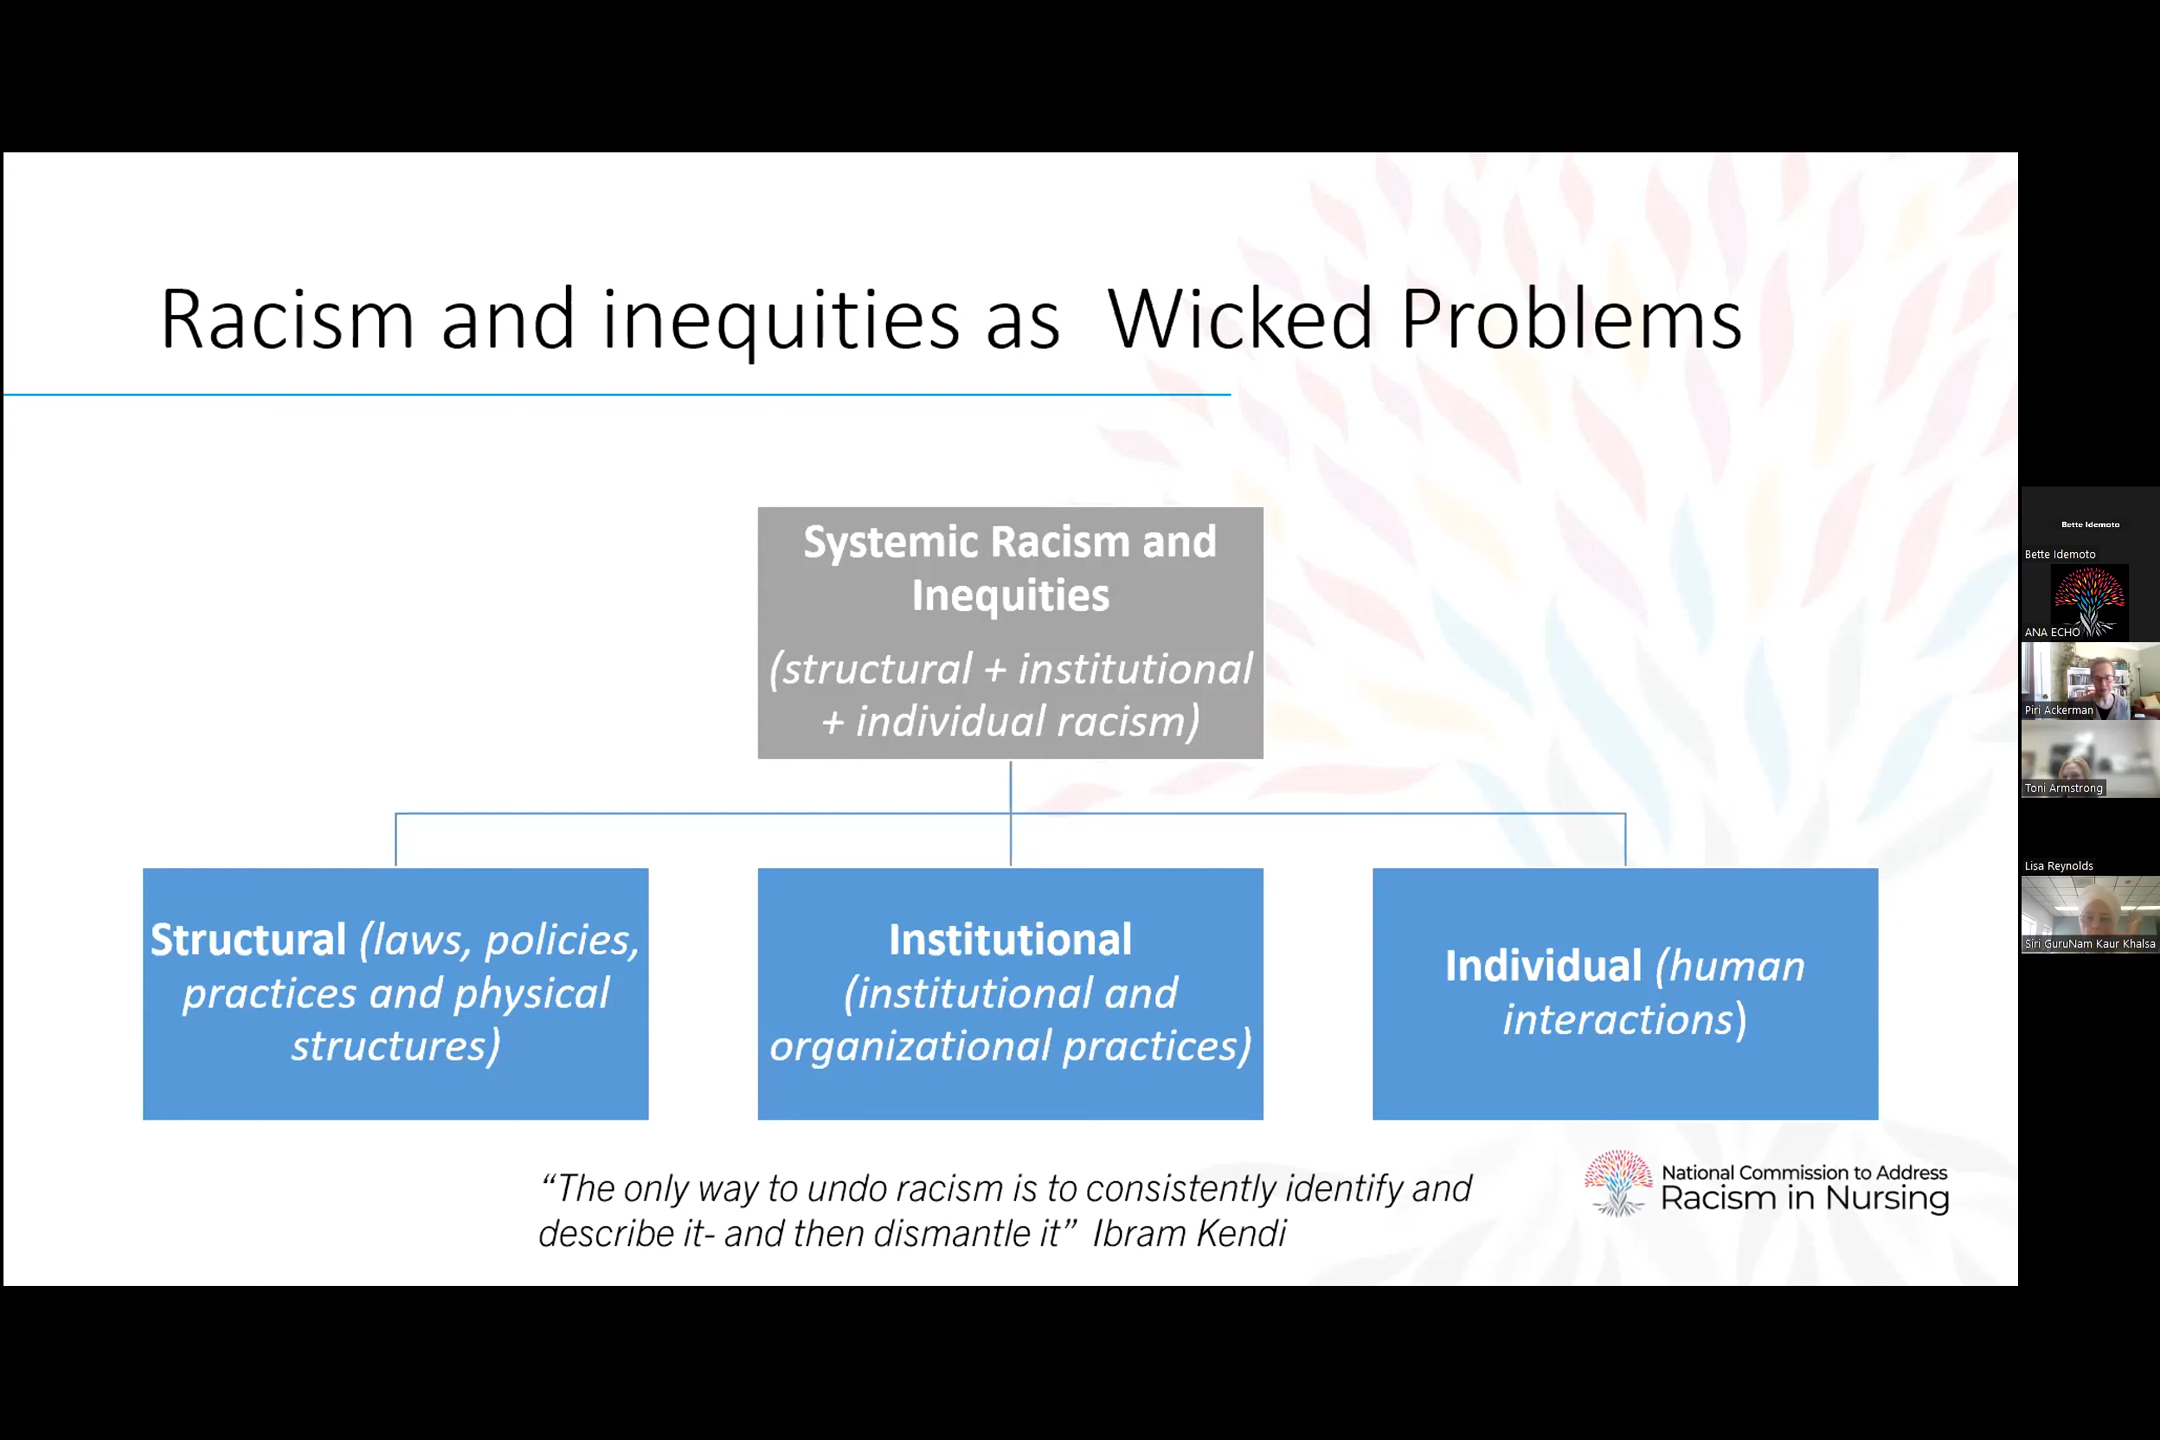 Racism and inequities as  Wicked Problems
Systemic Racism and
Inequities
(structural + institutional
+ individual racism)
Structural (laws, policies,
practices and physical
structures)
Institutional
(institutional and
organizational practices)
Individual (human
interactions)
“The only way to undo racism is to consistently identify and
describe it- and then dismantle it”  Ibram Kendi
National Commission to Address
Racism in Nursing
Bette Idemoto
Bette Idemoto
ANA ECHO
Piri Ackerman
Toni Armstrong
Lisa Reynolds
Siri GuruNam Kaur Khalsa